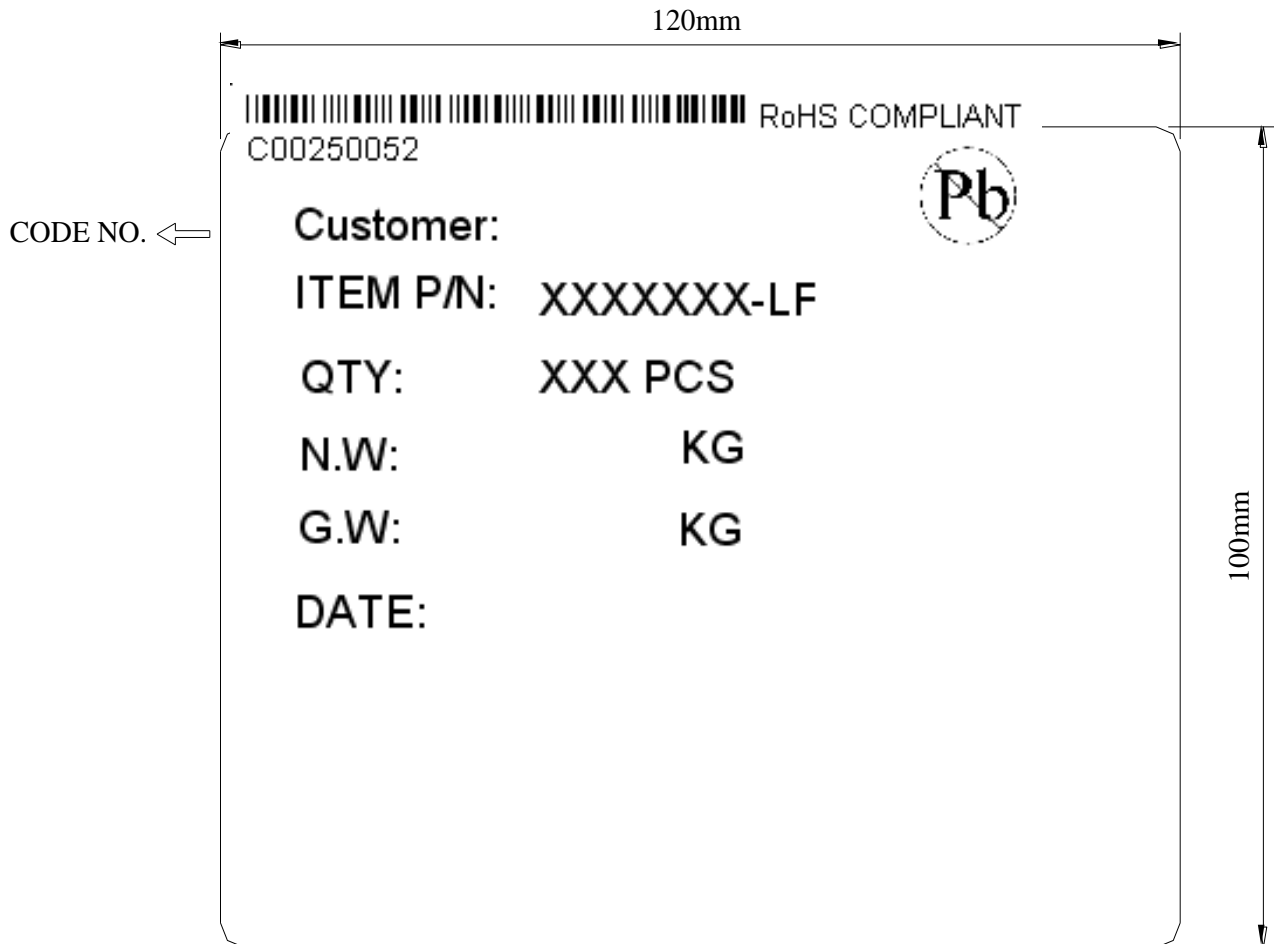 120mm
RoHS COMPLIANT
C00250052
Pb
CODE NO.
Customer:
ITEM P/N: XXXXXXX-LF
QTY: XXX PCS
N.W: KG
G.W: KG
100mm
DATE: